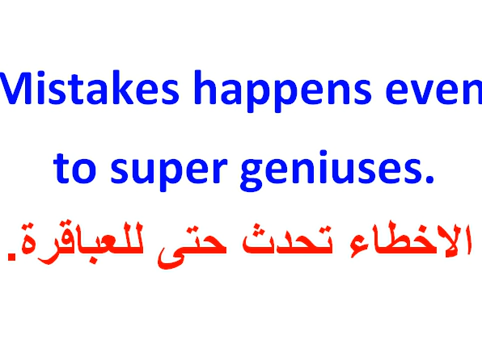 Mistakes happens even
to super geniuses.
الاخطاء تحدث حتى للعباقرة.